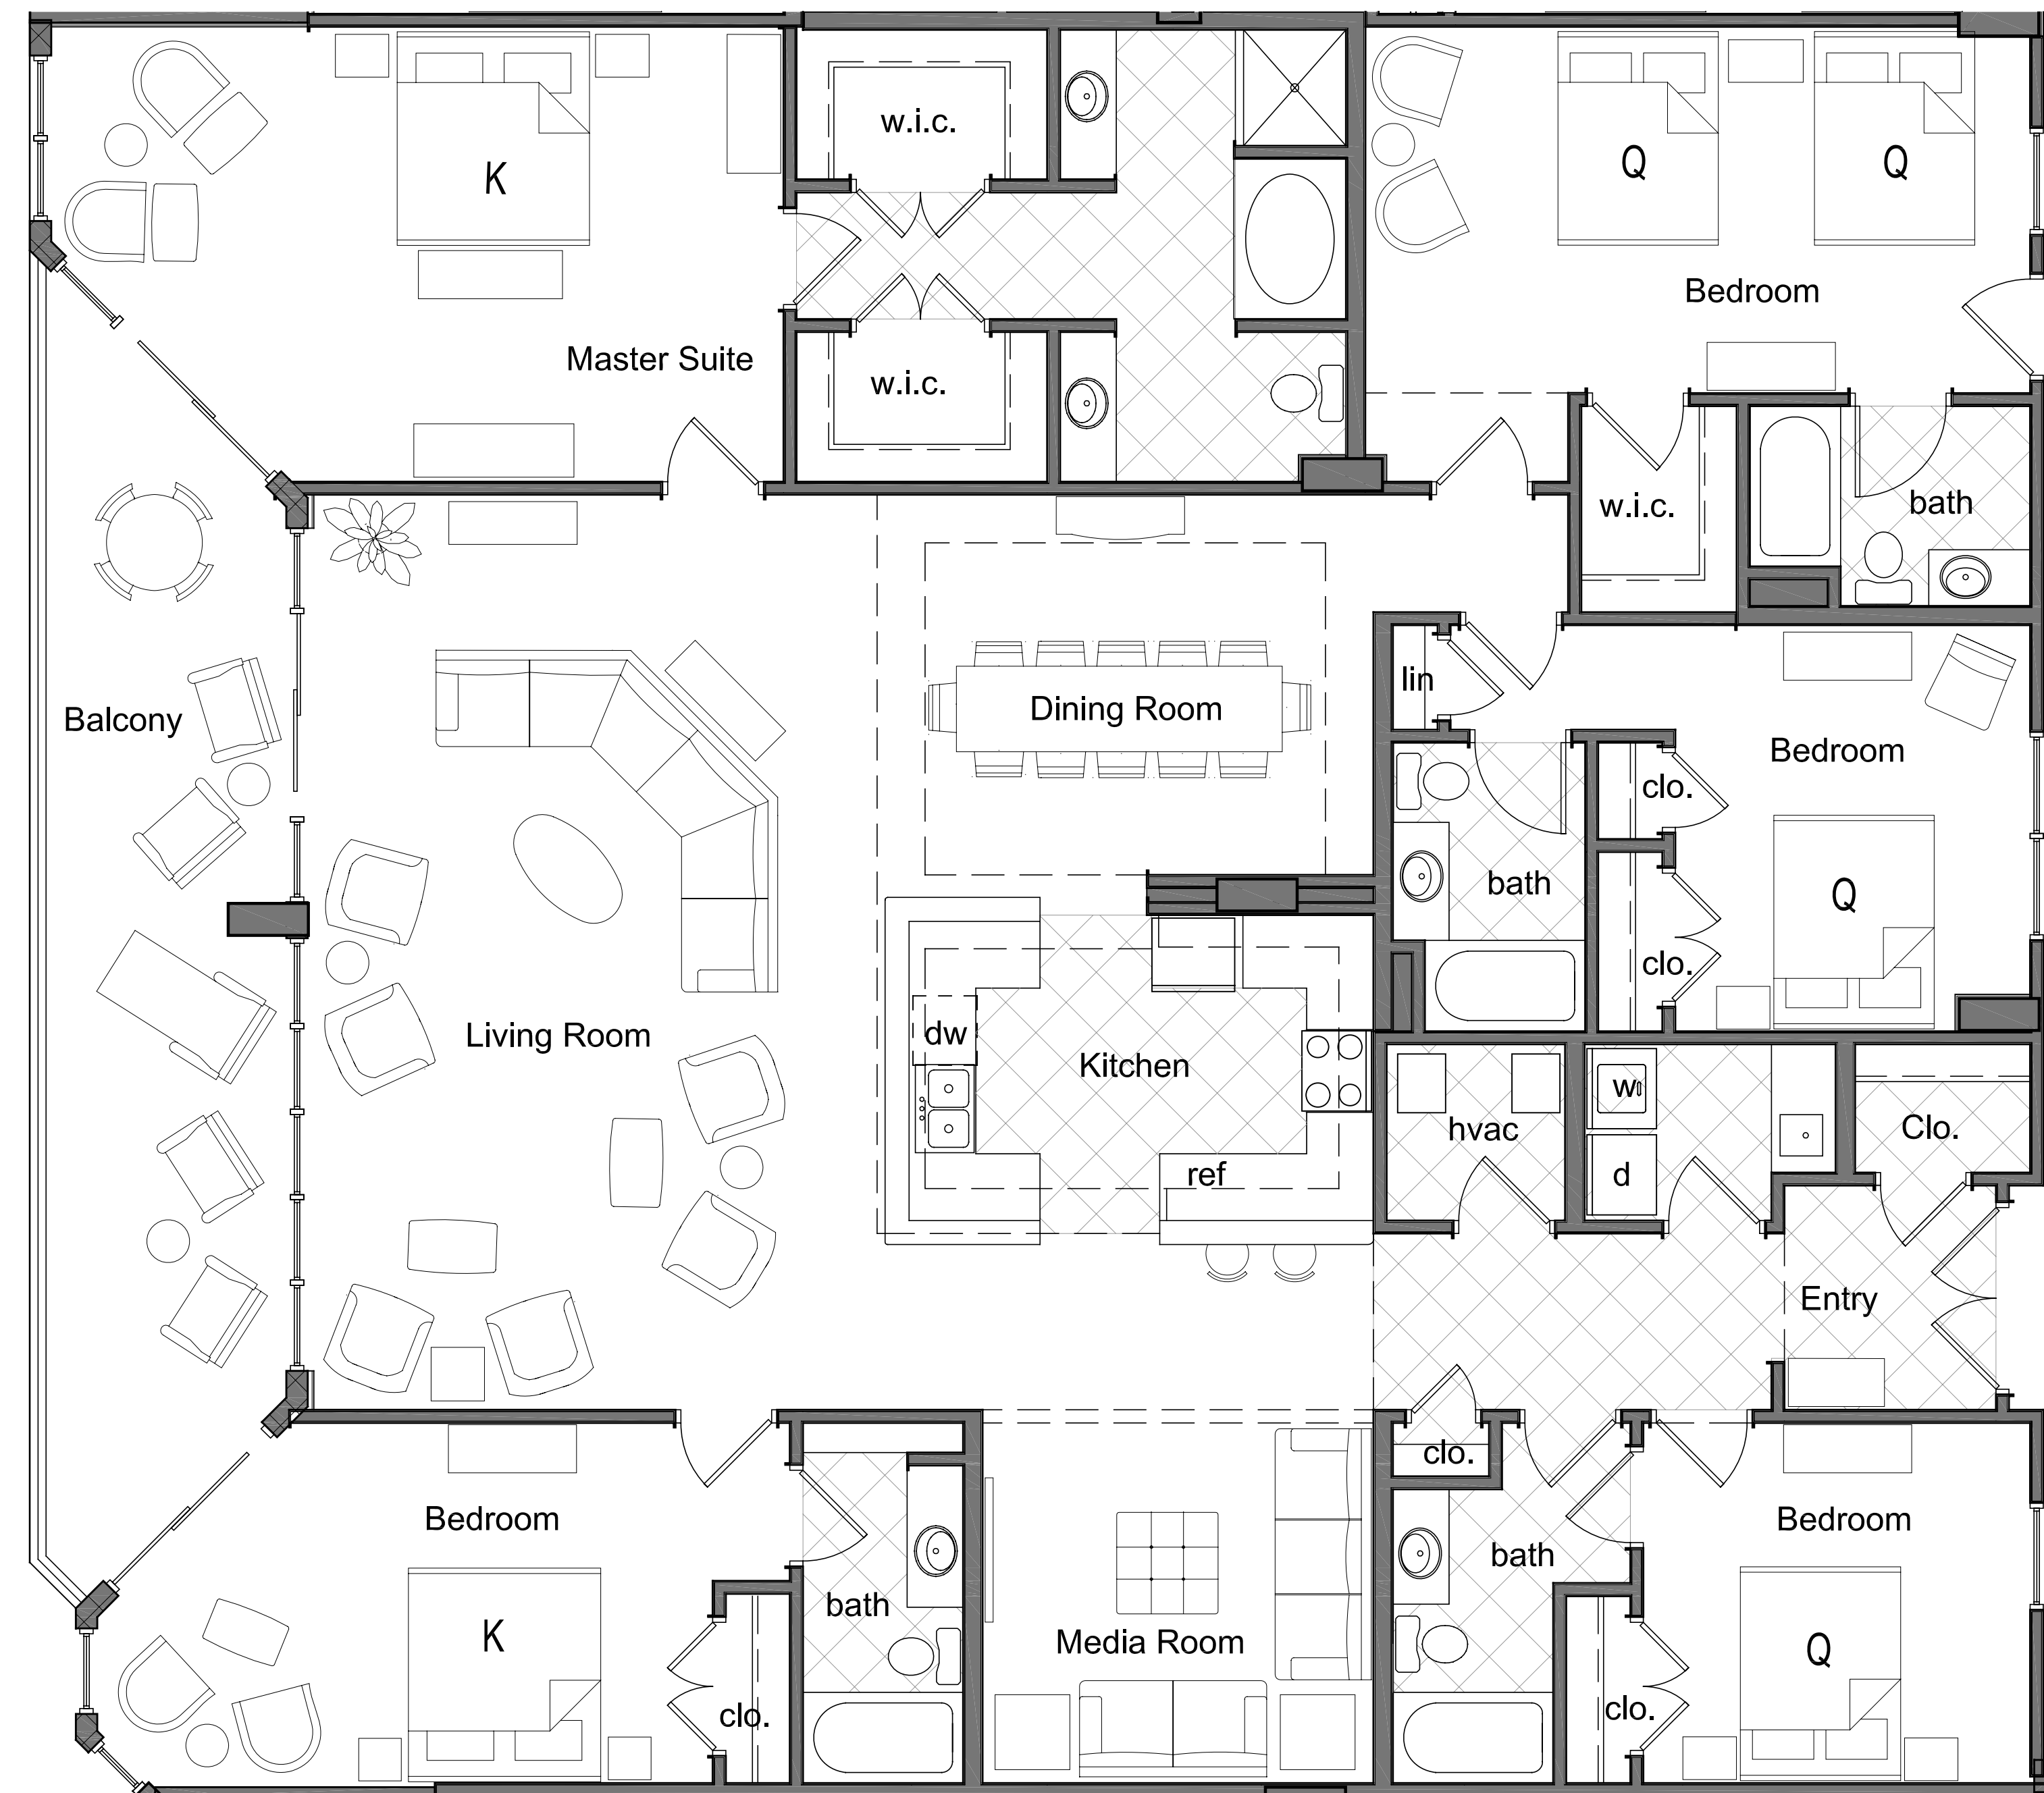 w.i.c.
K
Q
Q
Bedroom
Master Suite
w.i.c.
w.i.c.
bath
lin
Dining Room
Balcony
Bedroom
clo.
bath
Q
clo.
Living Room
dw
Kitchen
w
hvac
Clo.
ref
d
Entry
clo.
Bedroom
Bedroom
bath
bath
K
Media Room
Q
clo.
clo.